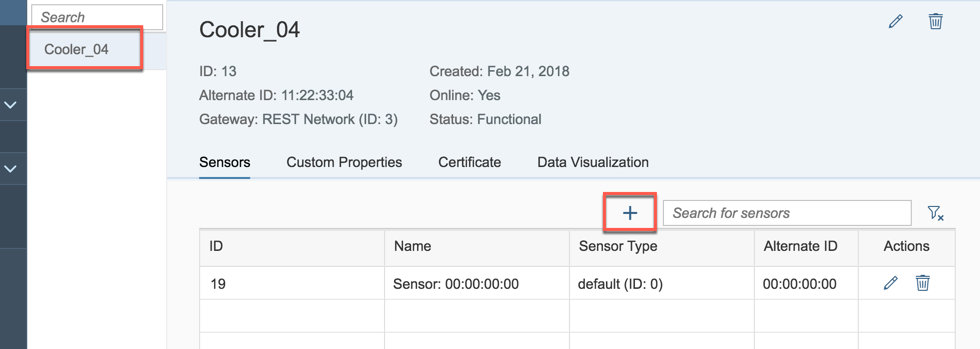 Search
Cooler_04
Cooler_04
ID: 13
Created: Feb 21, 2018
Alternate ID: 11:22:33:04
Online: Yes
Gateway: REST Network (ID: 3)
Status: Functional
Sensors Custom Properties Certificate Data Visualization
+ Search for sensors
ID Name Sensor Type Alternate ID Actions
19 Sensor: 00:00:00:00 default (ID: 0) 00:00:00:00